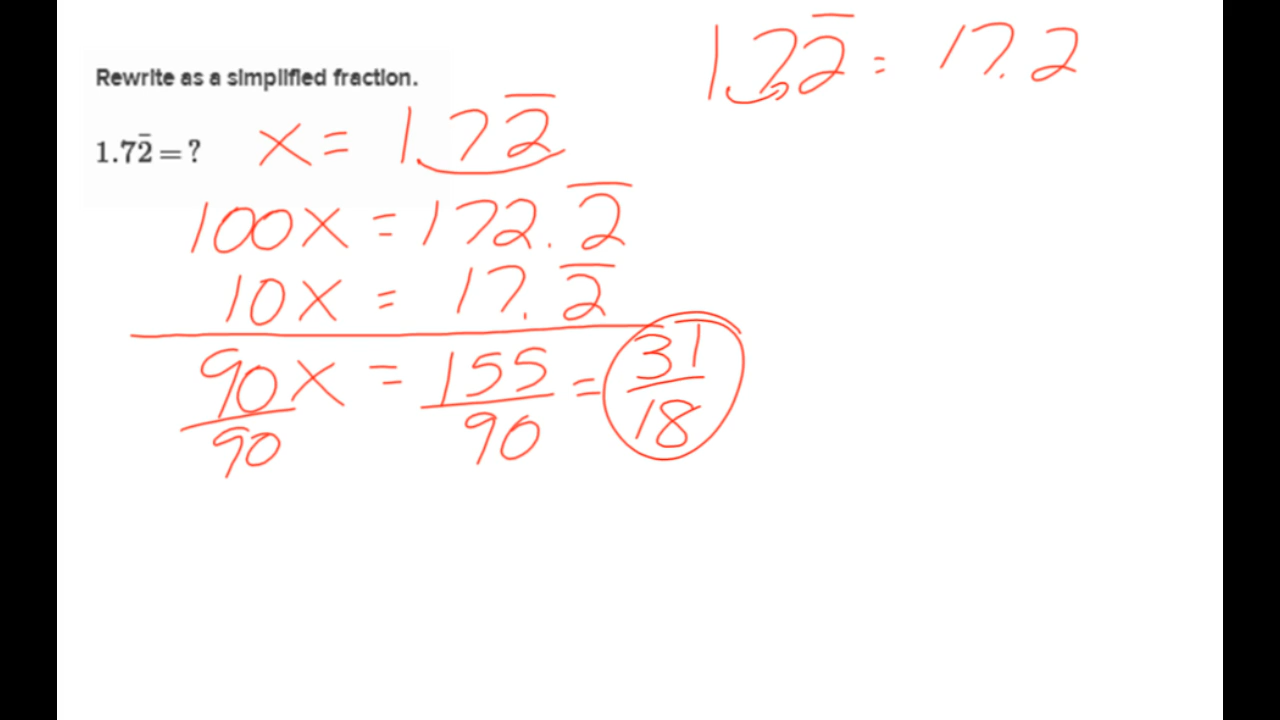 Rewrite as a simplified fraction.
1.72̅ = ?
x = 1.72̅
100x = 172.2̅
10x = 17.2̅
90x/90 = 155/90 = 31/18
1.72̅ = 17.2